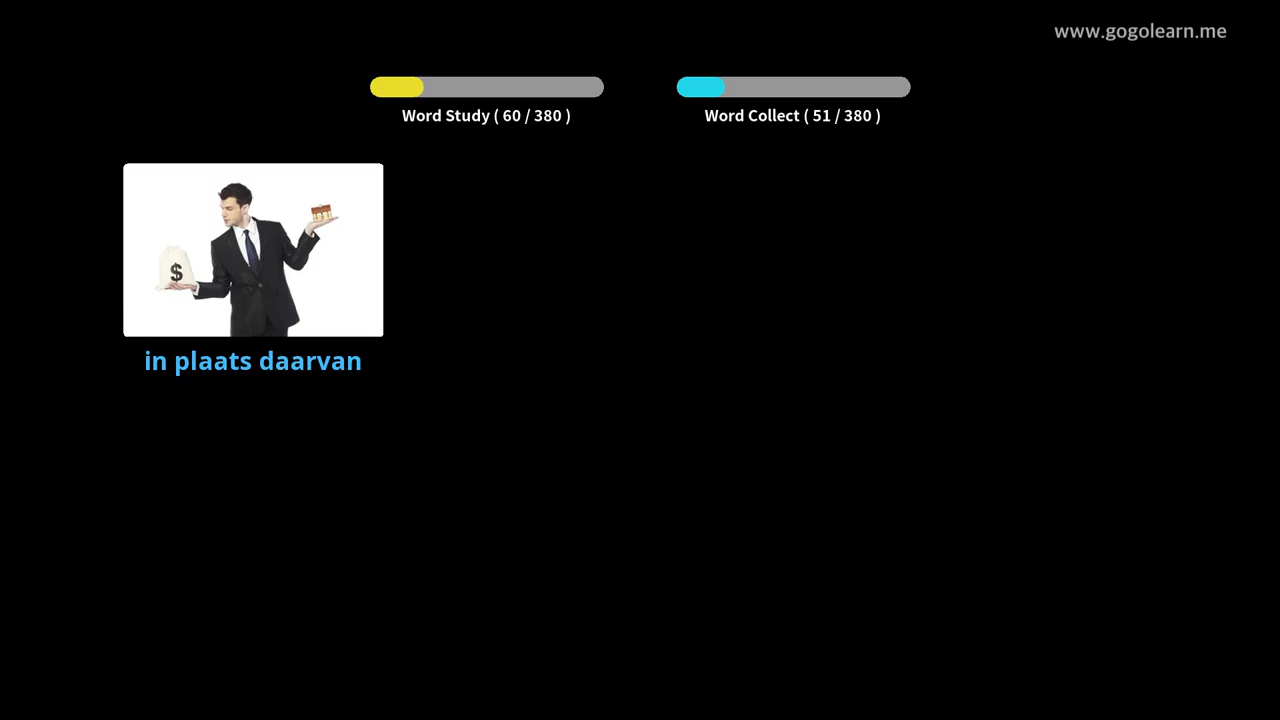 www.gogolearn.me
Word Study ( 60 / 380 )
Word Collect ( 51 / 380 )
$
in plaats daarvan